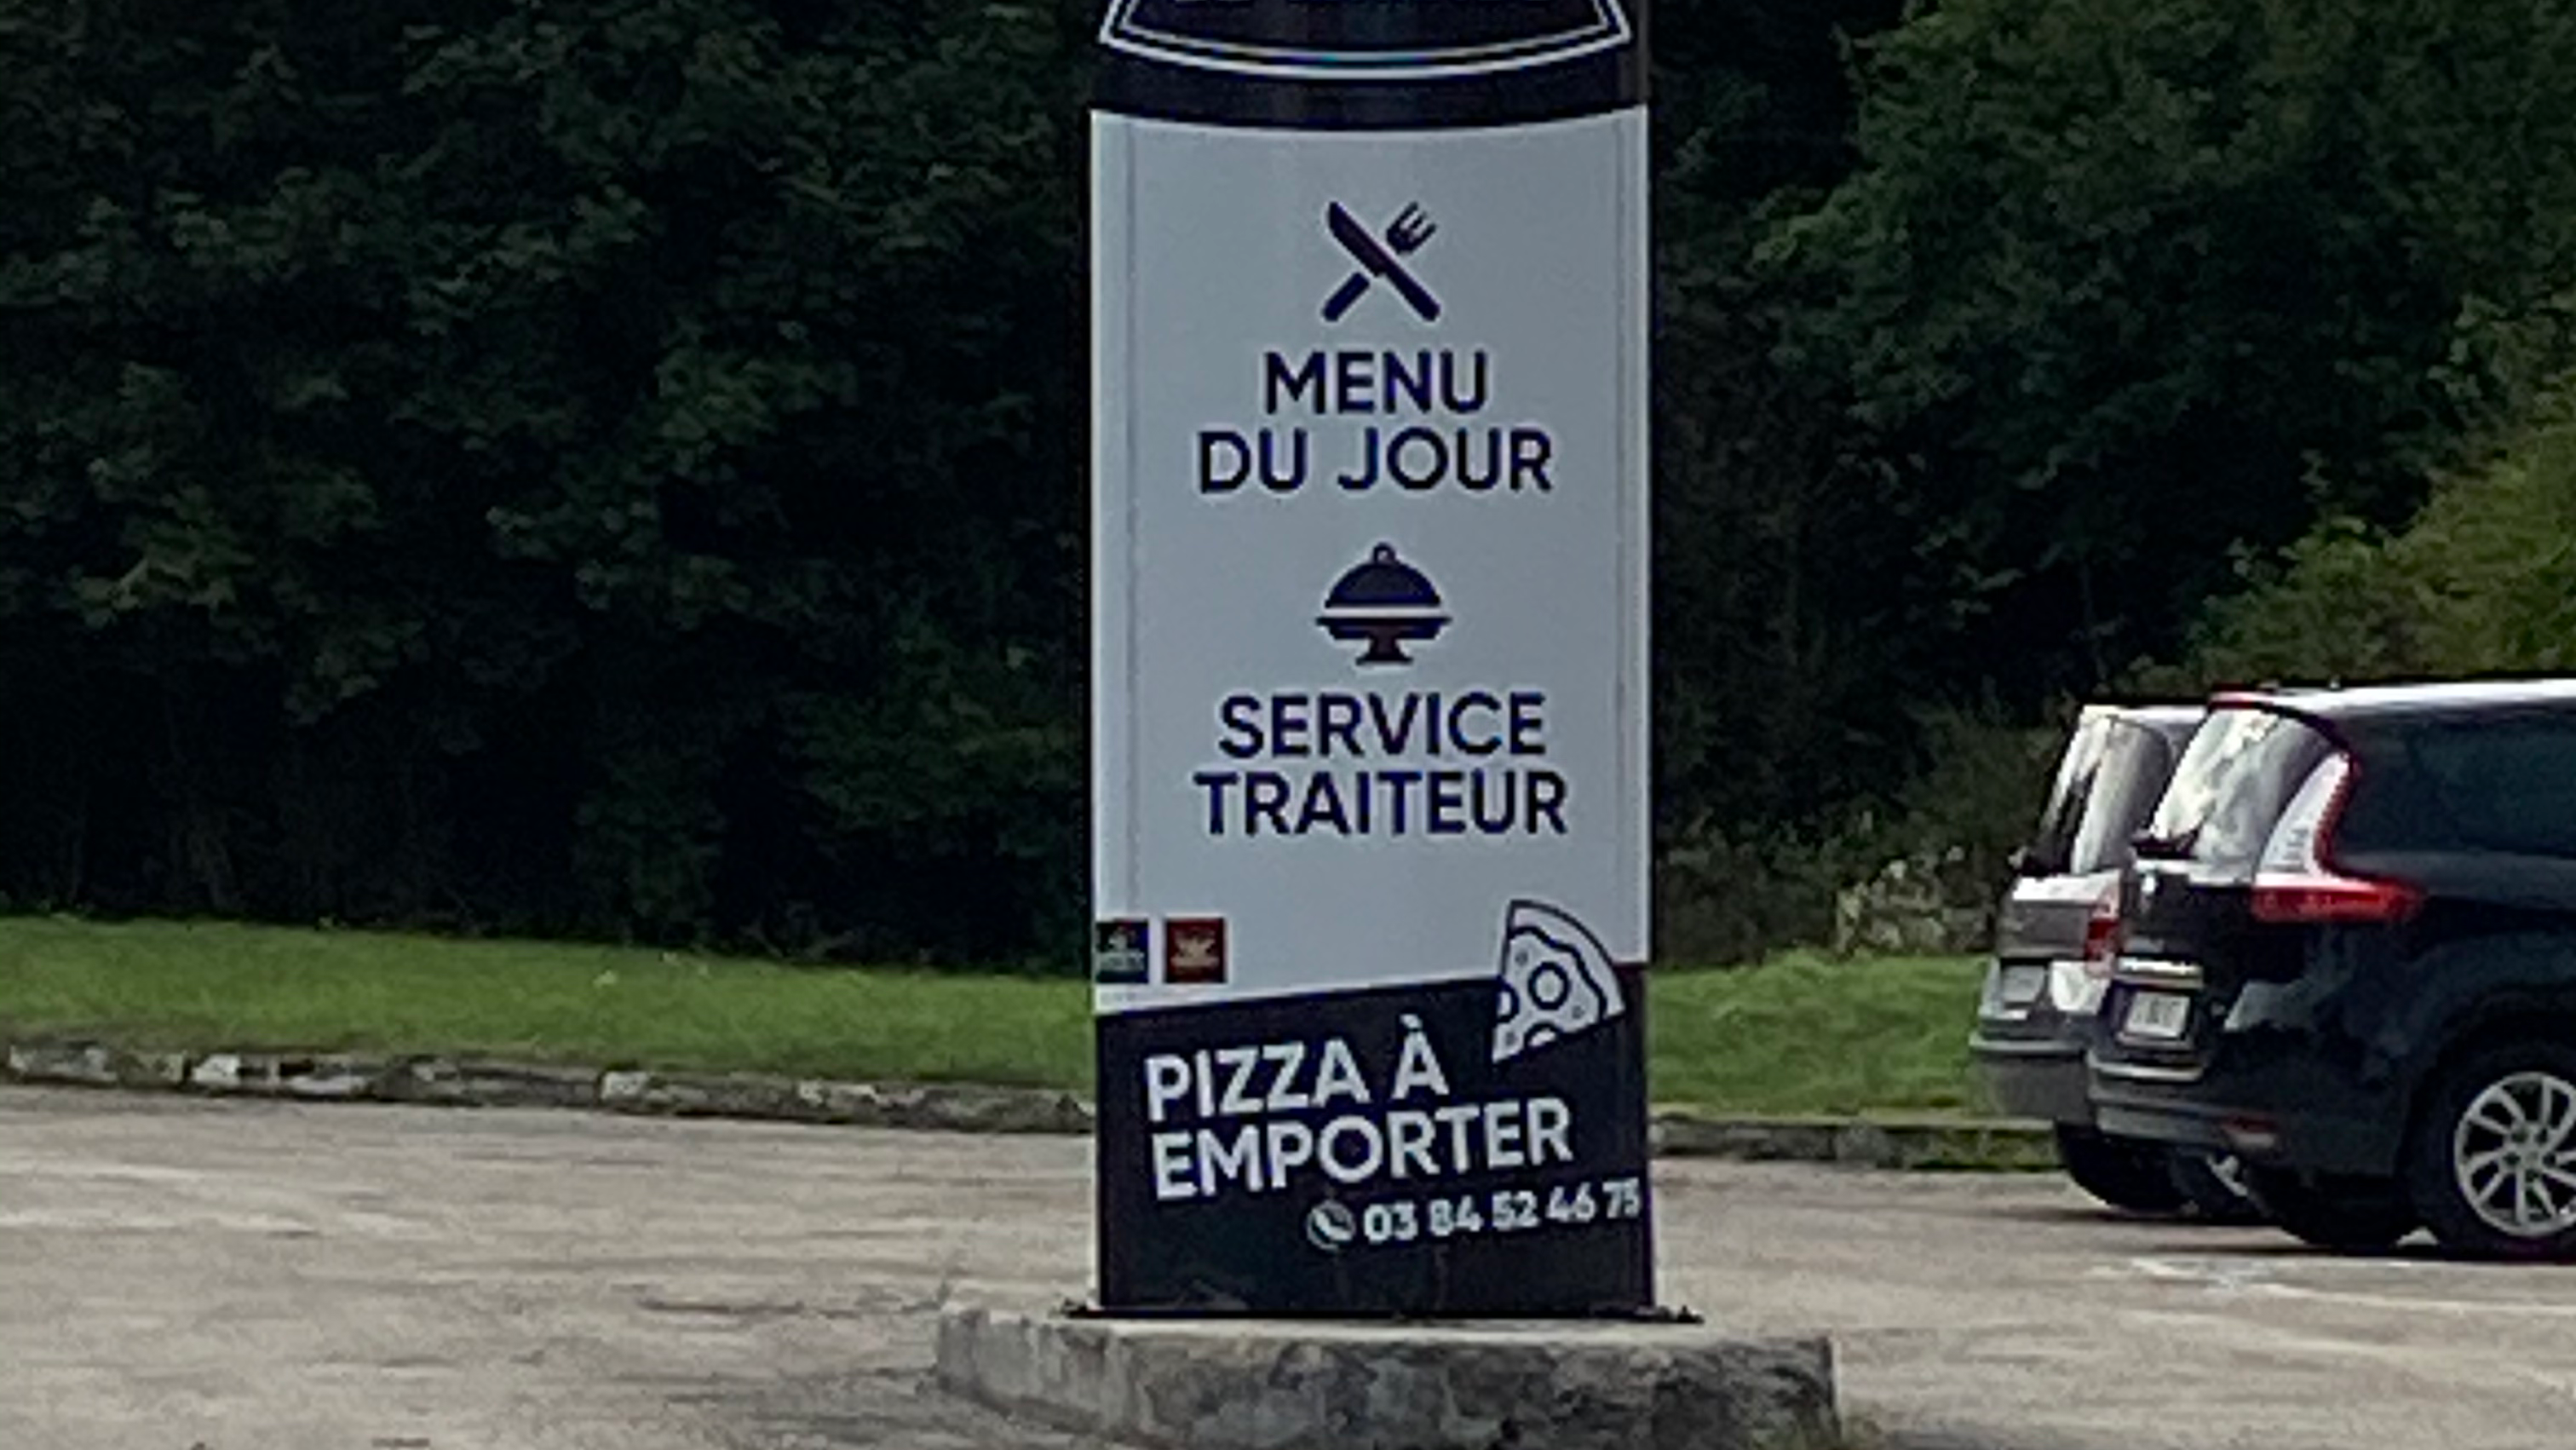 MENU
DU JOUR
SERVICE
TRAITEUR
PIZZA À
EMPORTER
03 84 52 46 75